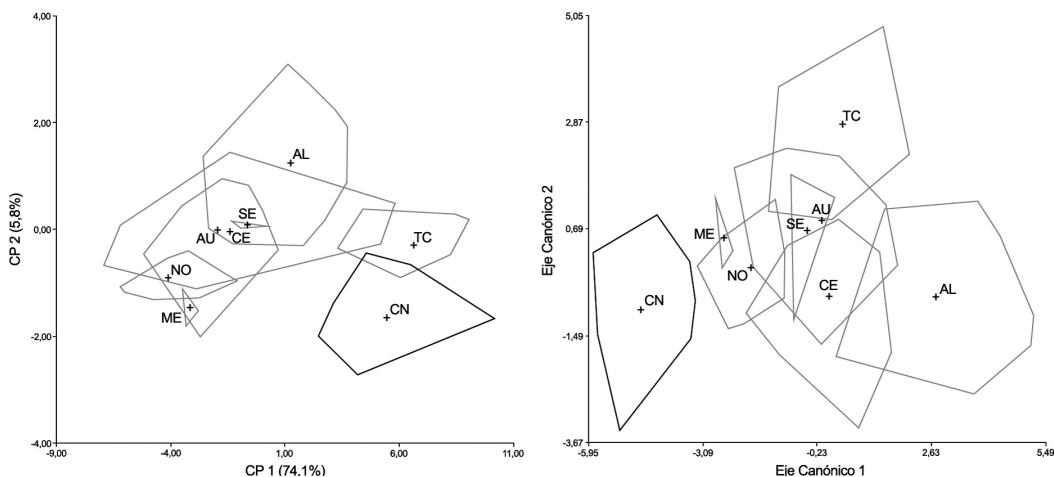 4,00
2,00
0,00
-2,00
-4,00
CP 2 (5,8%)
AL
SE
AU
CE
TC
NO
ME
CN
-9,00
-4,00
1,00
6,00
11,00
CP 1 (74,1%)
5,05
2,87
0,69
-1,49
-3,67
Eje Canónico 2
TC
AU
SE
ME
NO
CE
AL
CN
-5,95
-3,09
-0,23
2,63
5,49
Eje Canónico 1